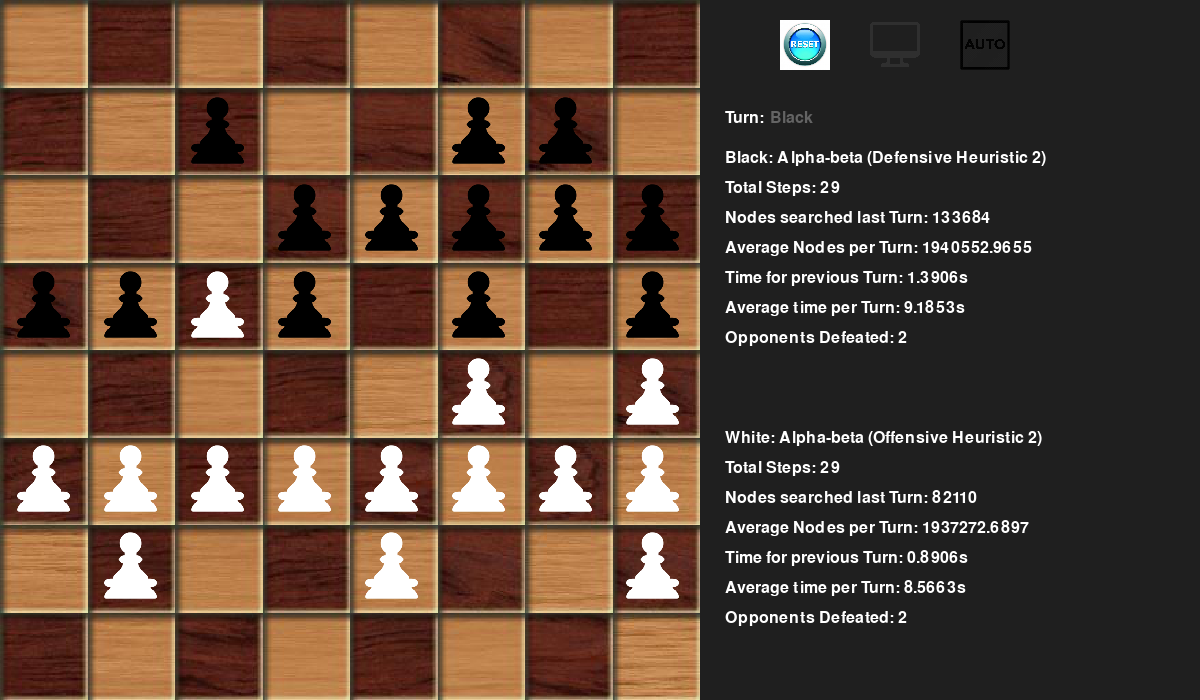 RESET
AUTO
Turn: Black
Black: Alpha-beta (Defensive Heuristic 2)
Total Steps: 29
Nodes searched last Turn: 133684
Average Nodes per Turn: 1940552.9655
Time for previous Turn: 1.3906s
Average time per Turn: 9.1853s
Opponents Defeated: 2
White: Alpha-beta (Offensive Heuristic 2)
Total Steps: 29
Nodes searched last Turn: 82110
Average Nodes per Turn: 1937272.6897
Time for previous Turn: 0.8906s
Average time per Turn: 8.5663s
Opponents Defeated: 2